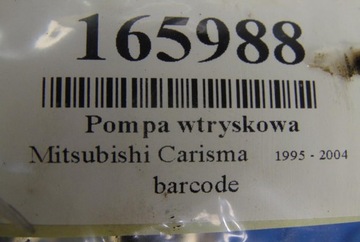 165988
Pompa wtryskowa
Mitsubishi Carisma 1995 - 2004
barcode